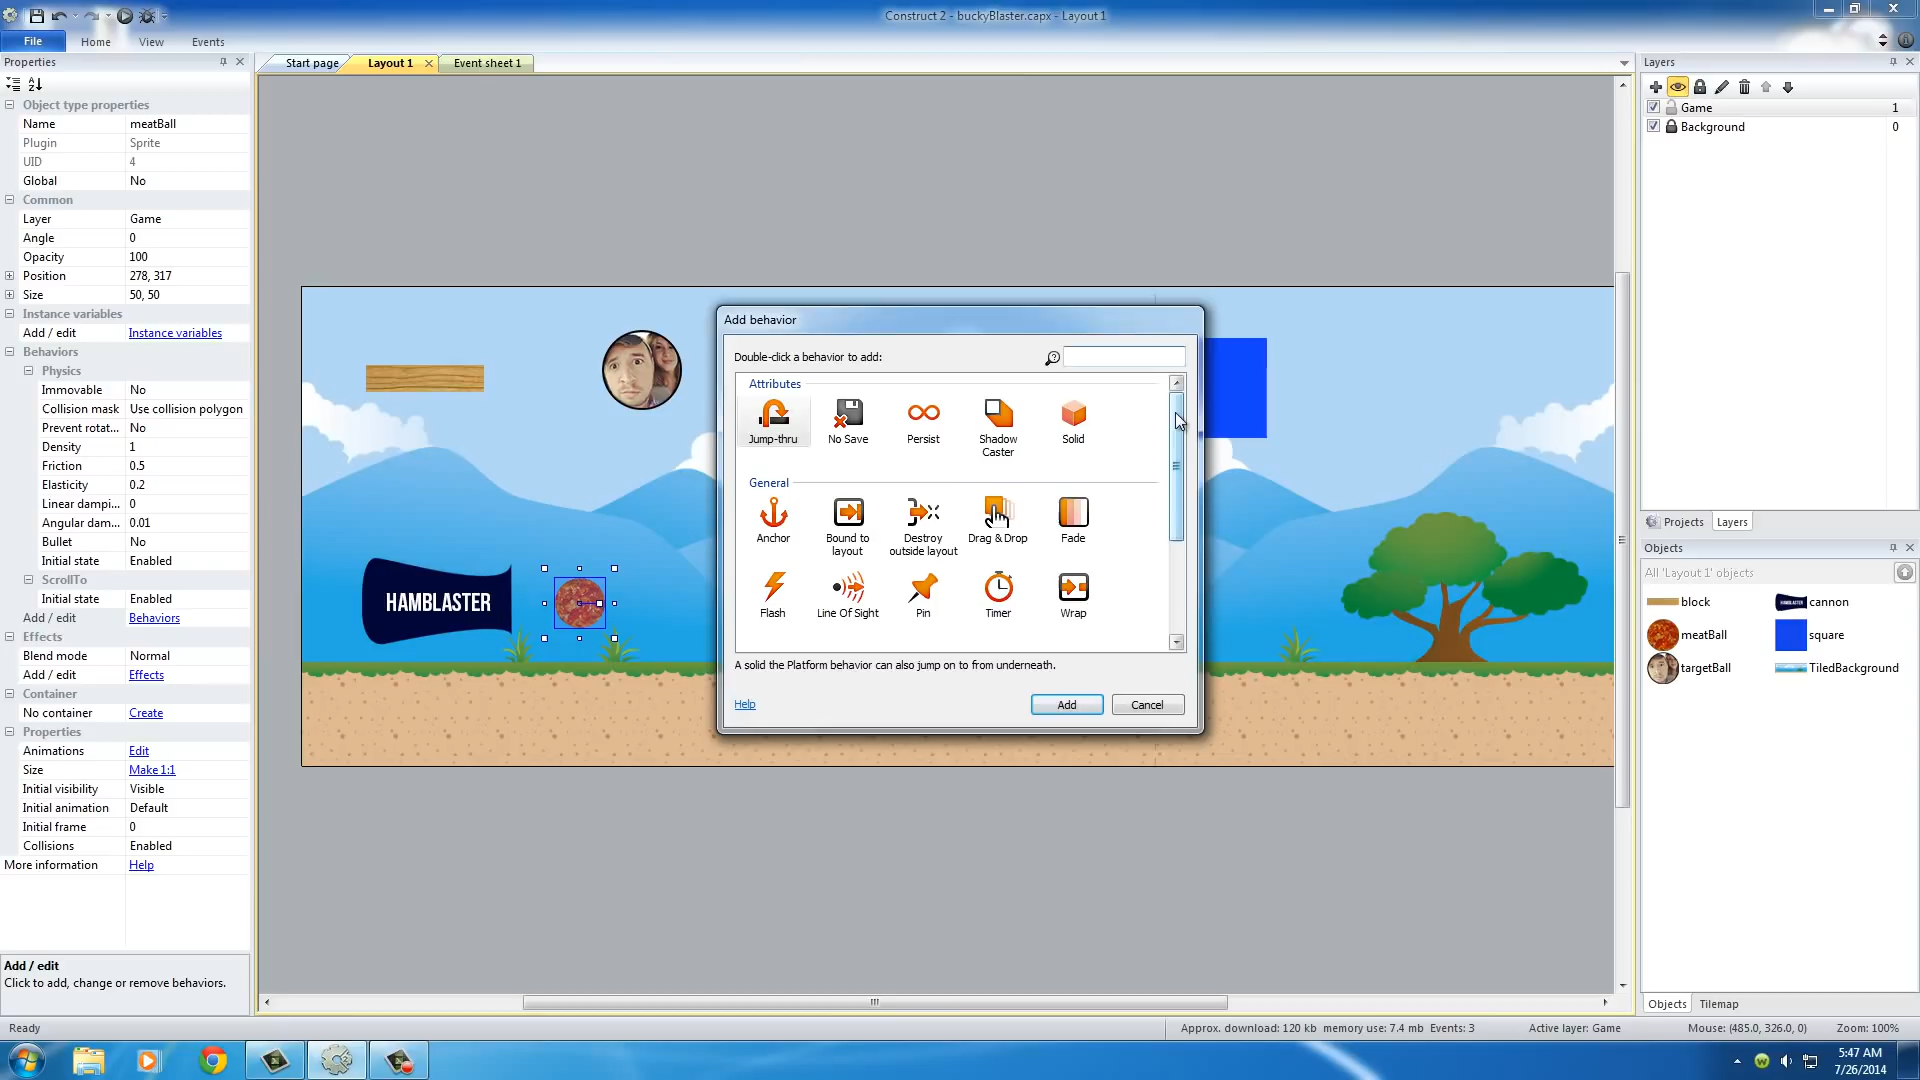 Construct 2 - buckyBlaster.capx - Layout 1
File
Home
View
Events
Properties
Start page
Layout 1
Event sheet 1
Layers
Object type properties
Name meatBall
Plugin Sprite
UID 4
Global No
Common
Layer Game
Angle 0
Opacity 100
Position 278, 317
Size 50, 50
Instance variables
Add / edit Instance variables
Behaviors
Physics
Immovable No
Collision mask Use collision polygon
Prevent rotat... No
Density 1
Friction 0.5
Elasticity 0.2
Linear dampi... 0
Angular dam... 0.01
Bullet No
Initial state Enabled
ScrollTo
Initial state Enabled
Add / edit Behaviors
Effects
Blend mode Normal
Add / edit Effects
Container
No container Create
Properties
Animations Edit
Size Make 1:1
Initial visibility Visible
Initial animation Default
Initial frame 0
Collisions Enabled
More information Help
Add / edit
Click to add, change or remove behaviors.
HAMBLASTER
Add behavior
Double-click a behavior to add:
Attributes
Jump-thru
No Save
Persist
Shadow
Caster
Solid
General
Anchor
Bound to
layout
Destroy
outside layout
Drag & Drop
Fade
Flash
Line Of Sight
Pin
Timer
Wrap
A solid the Platform behavior can also jump on to from underneath.
Help
Add
Cancel
Game 1
Background 0
Projects
Layers
Objects
All 'Layout 1' objects
block
HAMBLASTER
cannon
meatBall
square
targetBall
TiledBackground
Objects
Tilemap
Ready
Approx. download: 120 kb memory use: 7.4 mb Events: 3
Active layer: Game
Mouse: (485.0, 326.0, 0)
Zoom: 100%
5:47 AM
7/26/2014